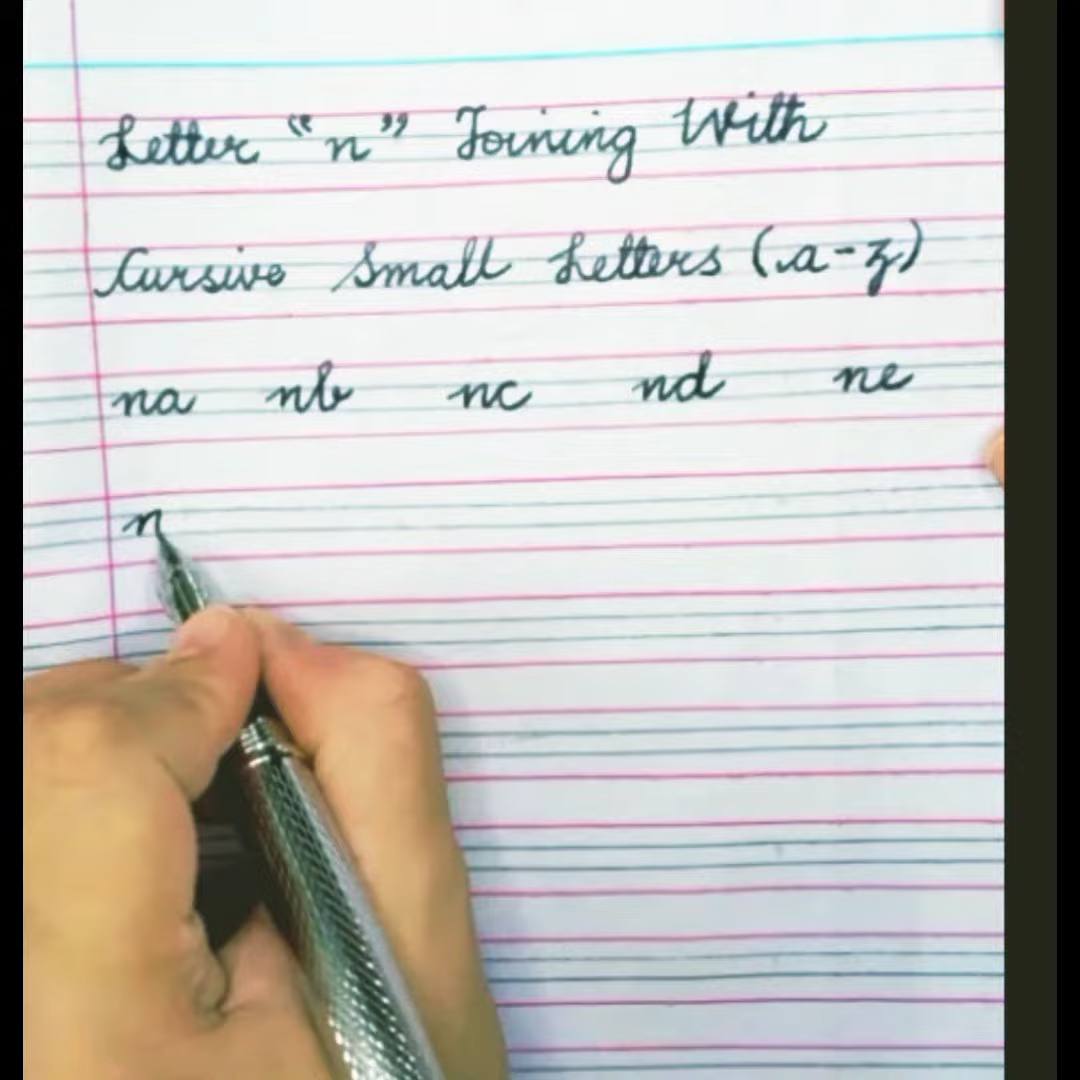 Letter “n” Joining With
Cursive Small Letters (a-z)
na nb nc nd ne
n